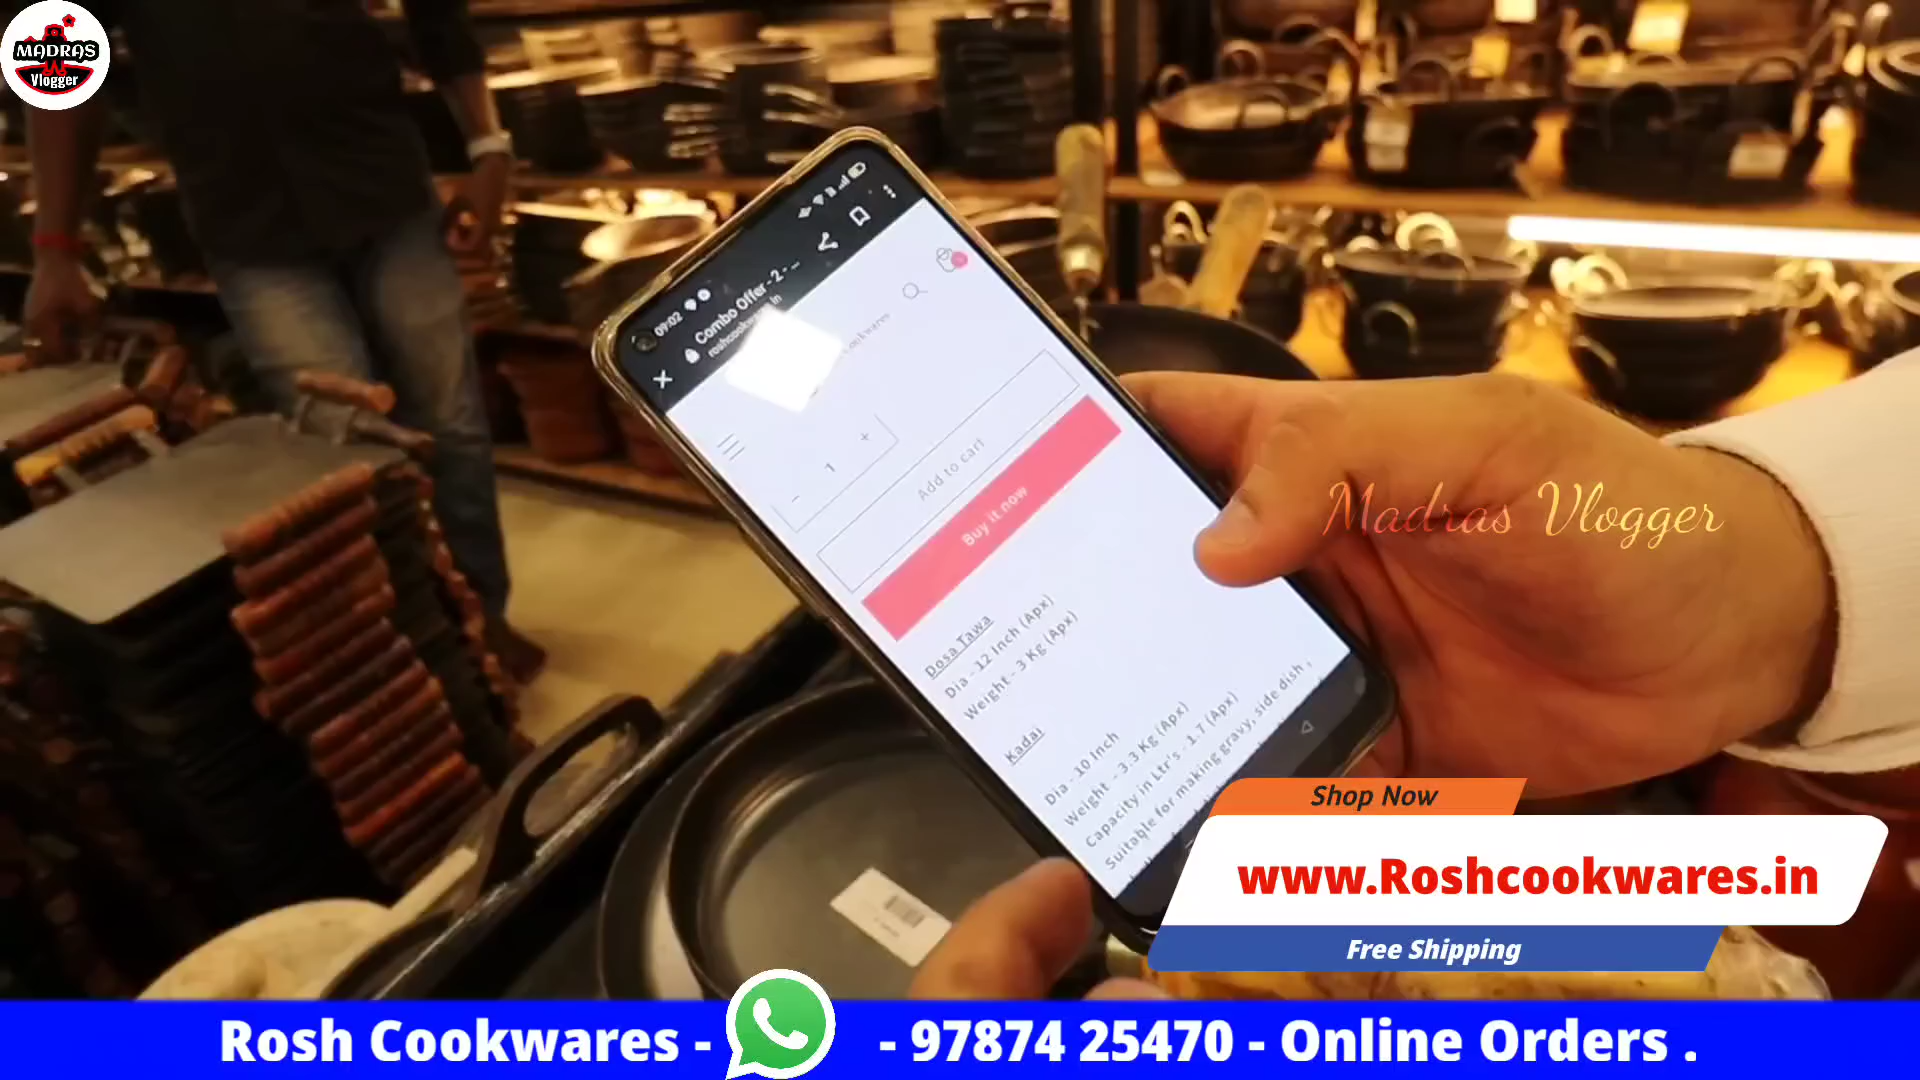 MADRAS
Vlogger
09:02
Combo Offer - 2 - ...
roshcookwares.in
Cookwares
- 1 +
Add to cart
Buy it now
Dosa Tawa
Dia - 12 Inch (Apx)
Weight - 3 Kg (Apx)
Kadai
Dia - 10 Inch
Weight - 3.3 Kg (Apx)
Capacity in Ltr's - 1.7 (Apx)
Suitable for making gravy, side dish ,
Madras Vlogger
Shop Now
www.Roshcookwares.in
Free Shipping
Rosh Cookwares - - 97874 25470 - Online Orders .